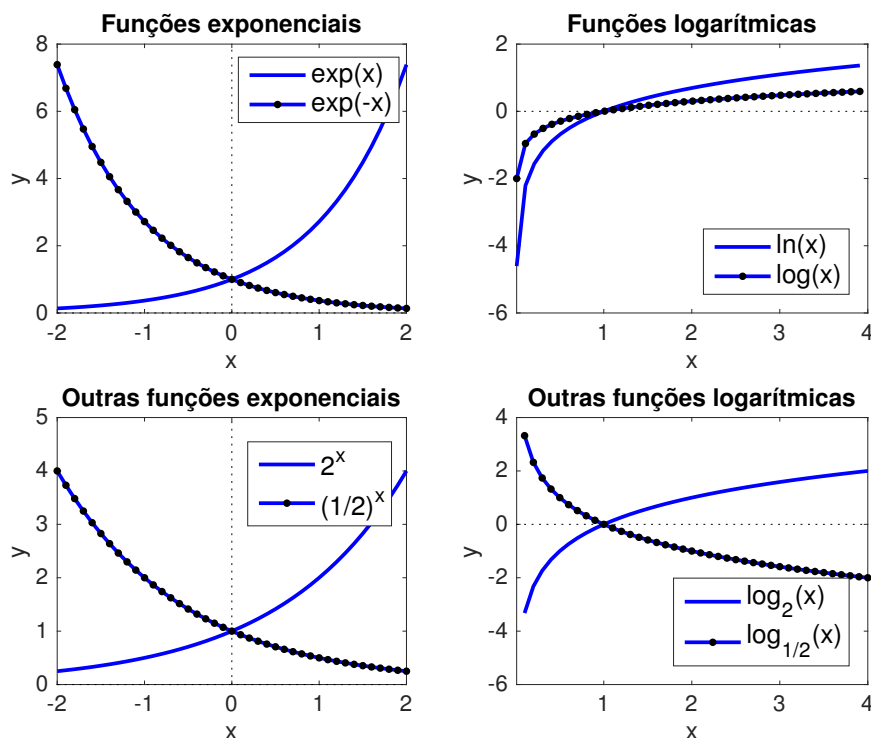 Funções exponenciais
8
6
4
2
0
-2 -1 0 1 2
x
y
exp(x)
exp(-x)
Funções logarítmicas
2
0
-2
-4
-6
1 2 3 4
x
y
ln(x)
log(x)
Outras funções exponenciais
5
4
3
2
1
0
-2 -1 0 1 2
x
y
2^x
(1/2)^x
Outras funções logarítmicas
4
2
0
-2
-4
-6
1 2 3 4
x
y
log_2(x)
log_{1/2}(x)